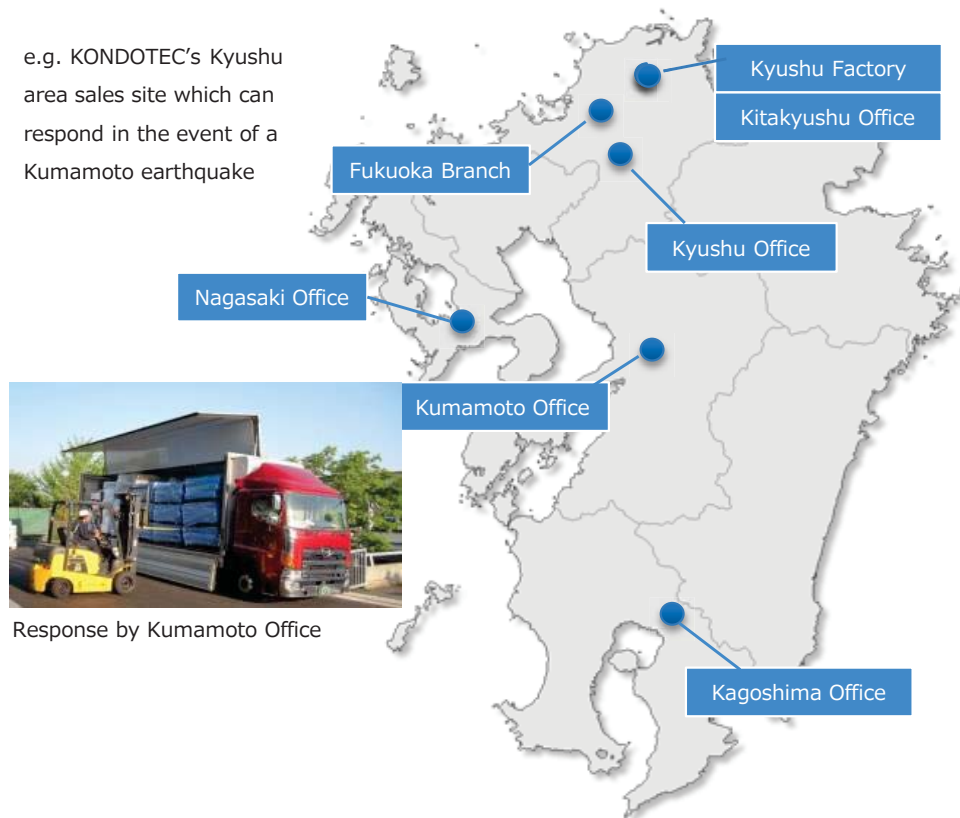 e.g. KONDOTEC's Kyushu
area sales site which can
respond in the event of a
Kumamoto earthquake
Kyushu Factory
Kitakyushu Office
Fukuoka Branch
Kyushu Office
Nagasaki Office
Kumamoto Office
Response by Kumamoto Office
Kagoshima Office